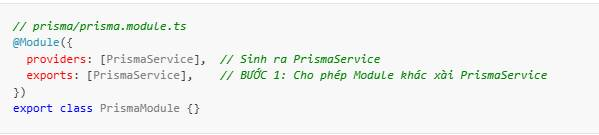 // prisma/prisma.module.ts
@Module({
  providers: [PrismaService],  // Sinh ra PrismaService
  exports: [PrismaService],    // BƯỚC 1: Cho phép Module khác xài PrismaService
})
export class PrismaModule {}